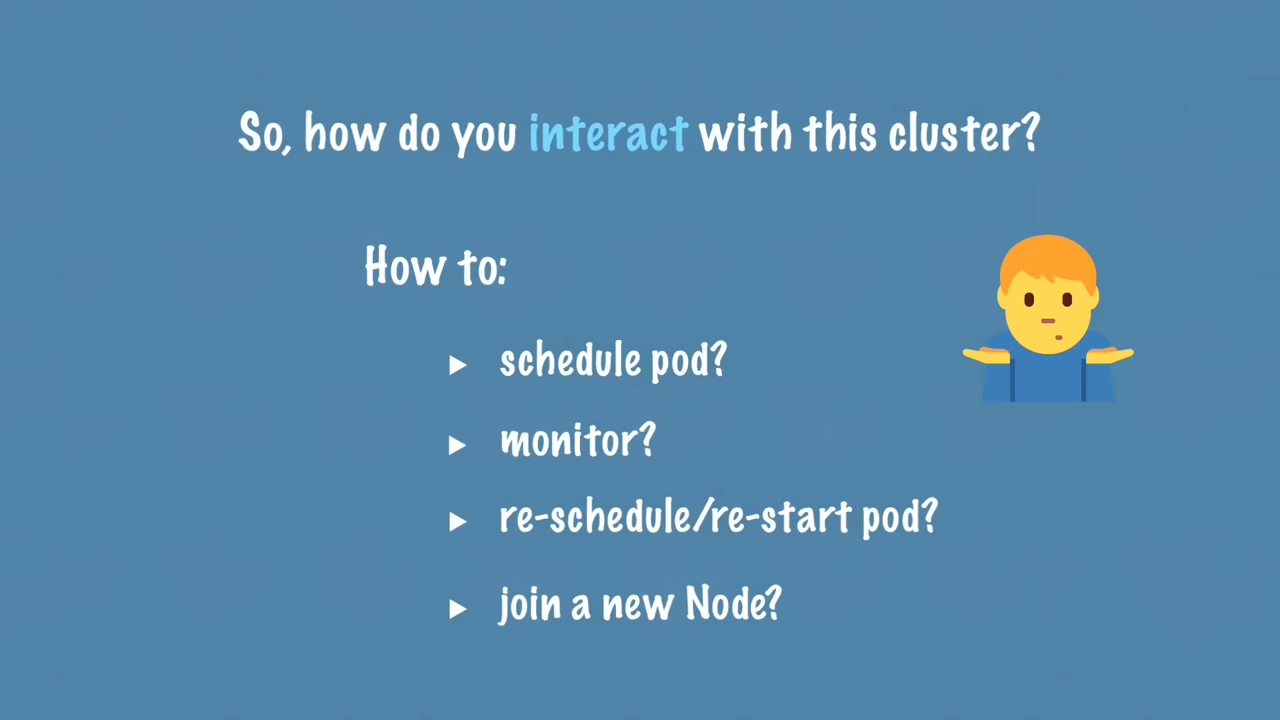 So, how do you interact with this cluster?
How to:
schedule pod?
monitor?
re-schedule/re-start pod?
join a new Node?